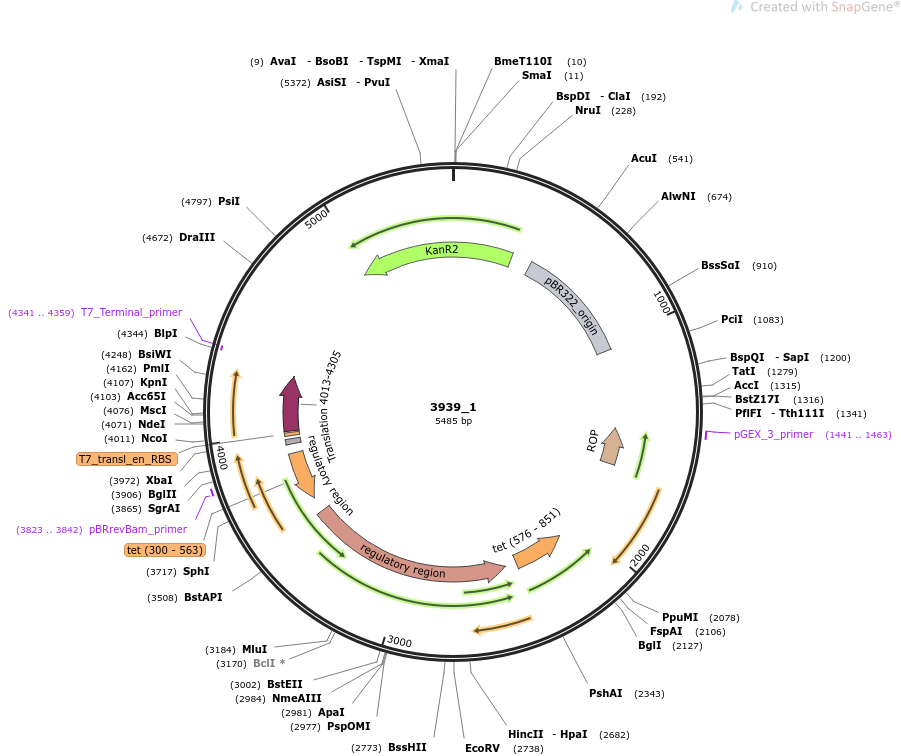 Created with SnapGene®
(9) AvaI - BsoBI - TspMI - XmaI
BmeT110I (10)
SmaI (11)
(5372) AsiSI - PvuI
BspDI - ClaI (192)
NruI (228)
AcuI (541)
AlwNI (674)
BssSαI (910)
PciI (1083)
BspQI - SapI (1200)
TatI (1279)
AccI (1315)
BstZ17I (1316)
PflFI - Tth111I (1341)
pGEX_3_primer (1441 .. 1463)
PpuMI (2078)
FspAI (2106)
BglI (2127)
PshAI (2343)
HincII - HpaI (2682)
EcoRV (2738)
(2773) BssHII
(2977) PspOMI
(2981) ApaI
(2984) NmeAIII
(3002) BstEII
(3170) BclI *
(3184) MluI
(3508) BstAPI
(3717) SphI
tet (300 - 563)
(3823 .. 3842) pBRrevBam_primer
(3865) SgrAI
(3906) BglII
(3972) XbaI
T7_transl_en_RBS
(4011) NcoI
(4071) NdeI
(4076) MscI
(4103) Acc65I
(4107) KpnI
(4162) PmlI
(4248) BsiWI
(4344) BlpI
(4341 .. 4359) T7_Terminal_primer
(4672) DraIII
(4797) PsiI
1000
2000
3000
4000
5000
KanR2
pBR322_origin
ROP
tet (576 - 851)
regulatory region
regulatory region
Translation 4013-4305
3939_1
5485 bp